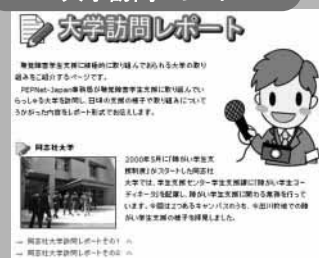 大学訪問レポート
聴覚障害学生支援に積極的に取り組んでおられる大学の取り
組みをご紹介するページです。
PEPNet-Japan事務局が聴覚障害学生支援に取り組んでい
らっしゃる大学を訪問し、日頃の支援の様子や取り組みについて
うかがった内容をレポート形式でお伝えします。
同志社大学
2000年5月に「障がい学生支
援制度」がスタートした同志社
大学では、学生支援センター学生支援課に「障がい学生コー
ディネータ」を配置し、障がい学生支援に関わる業務を行って
います。今回は2つあるキャンパスのうち、今出川校地での障
がい学生支援の様子を拝見しました。
→ 同志社大学訪問レポートその1 へ
→ 同志社大学訪問レポートその2 へ